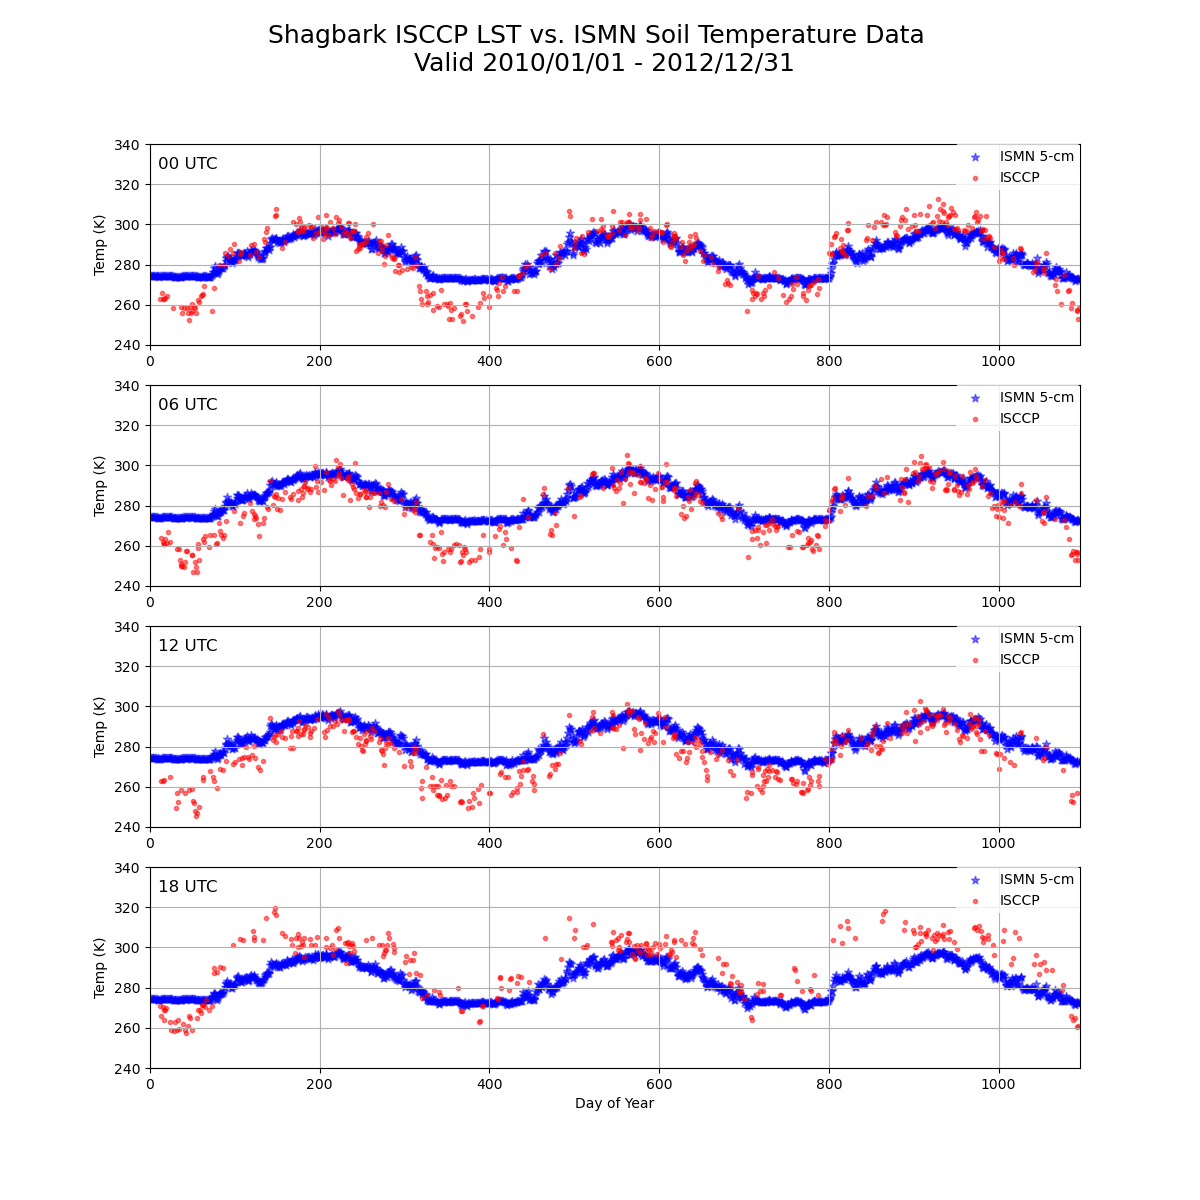 Shagbark ISCCP LST vs. ISMN Soil Temperature Data
Valid 2010/01/01 - 2012/12/31
340
320
300
280
260
240
Temp (K)
00 UTC
ISMN 5-cm
ISCCP
0 200 400 600 800 1000
340
320
300
280
260
240
Temp (K)
06 UTC
ISMN 5-cm
ISCCP
0 200 400 600 800 1000
340
320
300
280
260
240
Temp (K)
12 UTC
ISMN 5-cm
ISCCP
0 200 400 600 800 1000
340
320
300
280
260
240
Temp (K)
18 UTC
ISMN 5-cm
ISCCP
0 200 400 600 800 1000
Day of Year